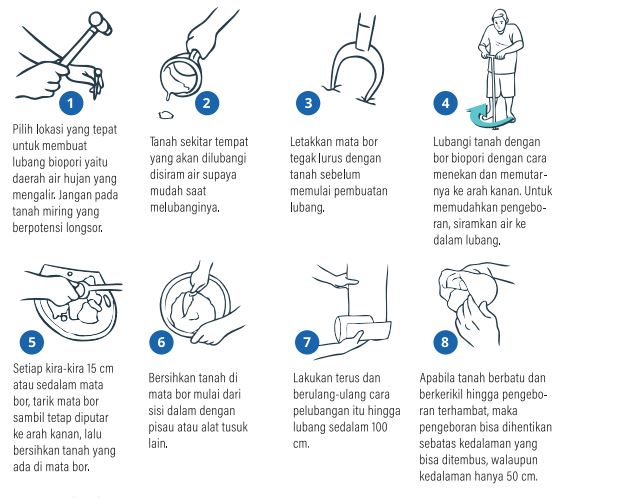 1
Pilih lokasi yang tepat
untuk membuat
lubang biopori yaitu
daerah air hujan yang
mengalir. Jangan pada
tanah miring yang
berpotensi longsor.
2
Tanah sekitar tempat
yang akan dilubangi
disiram air supaya
mudah saat
melubanginya.
3
Letakkan mata bor
tegak lurus dengan
tanah sebelum
memulai pembuatan
lubang.
4
Lubangi tanah dengan
bor biopori dengan cara
menekan dan memutar-
nya ke arah kanan. Untuk
memudahkan pengebo-
ran, siramkan air ke
dalam lubang.
5
Setiap kira-kira 15 cm
atau sedalam mata
bor, tarik mata bor
sambil tetap diputar
ke arah kanan, lalu
bersihkan tanah yang
ada di mata bor.
6
Bersihkan tanah di
mata bor mulai dari
sisi dalam dengan
pisau atau alat tusuk
lain.
7
Lakukan terus dan
berulang-ulang cara
pelubangan itu hingga
lubang sedalam 100
cm.
8
Apabila tanah berbatu dan
berkerikil hingga pengebo-
ran terhambat, maka
pengeboran bisa dihentikan
sebatas kedalaman yang
bisa ditembus, walaupun
kedalaman hanya 50 cm.